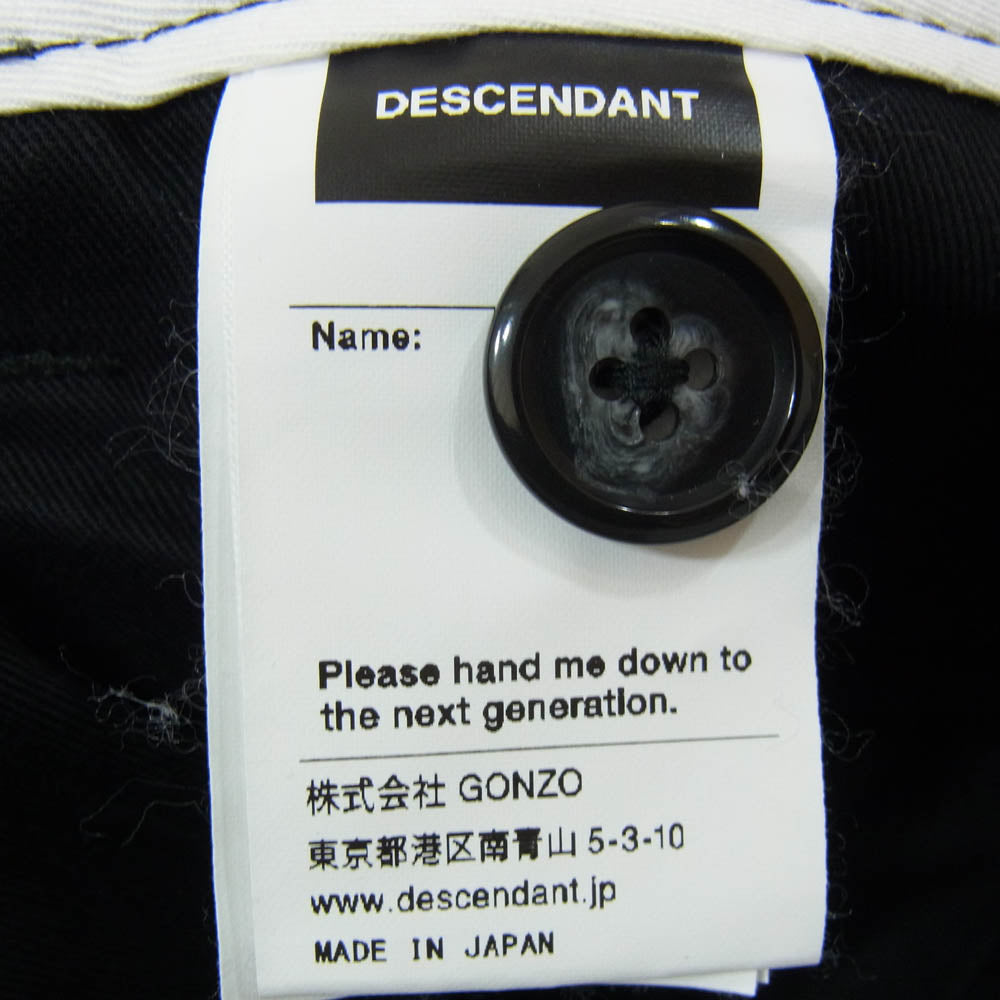 DESCENDANT
Name:
Please hand me down to
the next generation.
株式会社 GONZO
東京都港区南青山 5-3-10
www.descendant.jp
MADE IN JAPAN